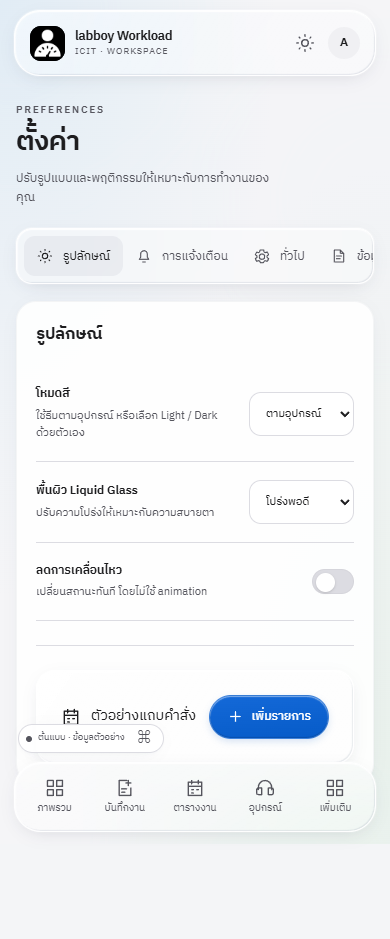 labboy Workload
ICIT · WORKSPACE
A
PREFERENCES
ตั้งค่า
ปรับรูปแบบและพฤติกรรมให้เหมาะกับการทำงานของ
คุณ
รูปลักษณ์
การแจ้งเตือน
ทั่วไป
รูปลักษณ์
โหมดสี
ใช้ธีมตามอุปกรณ์ หรือเลือก Light / Dark
ด้วยตัวเอง
ตามอุปกรณ์
พื้นผิว Liquid Glass
ปรับความโปร่งให้เหมาะกับความสบายตา
โปร่งพอดี
ลดการเคลื่อนไหว
เปลี่ยนสถานะทันที โดยไม่ใช้ animation
ตัวอย่างแถบคำสั่ง
+ เพิ่มรายการ
ต้นแบบ · ข้อมูลตัวอย่าง ⌘
ภาพรวม
บันทึกงาน
ตารางงาน
อุปกรณ์
เพิ่มเติม